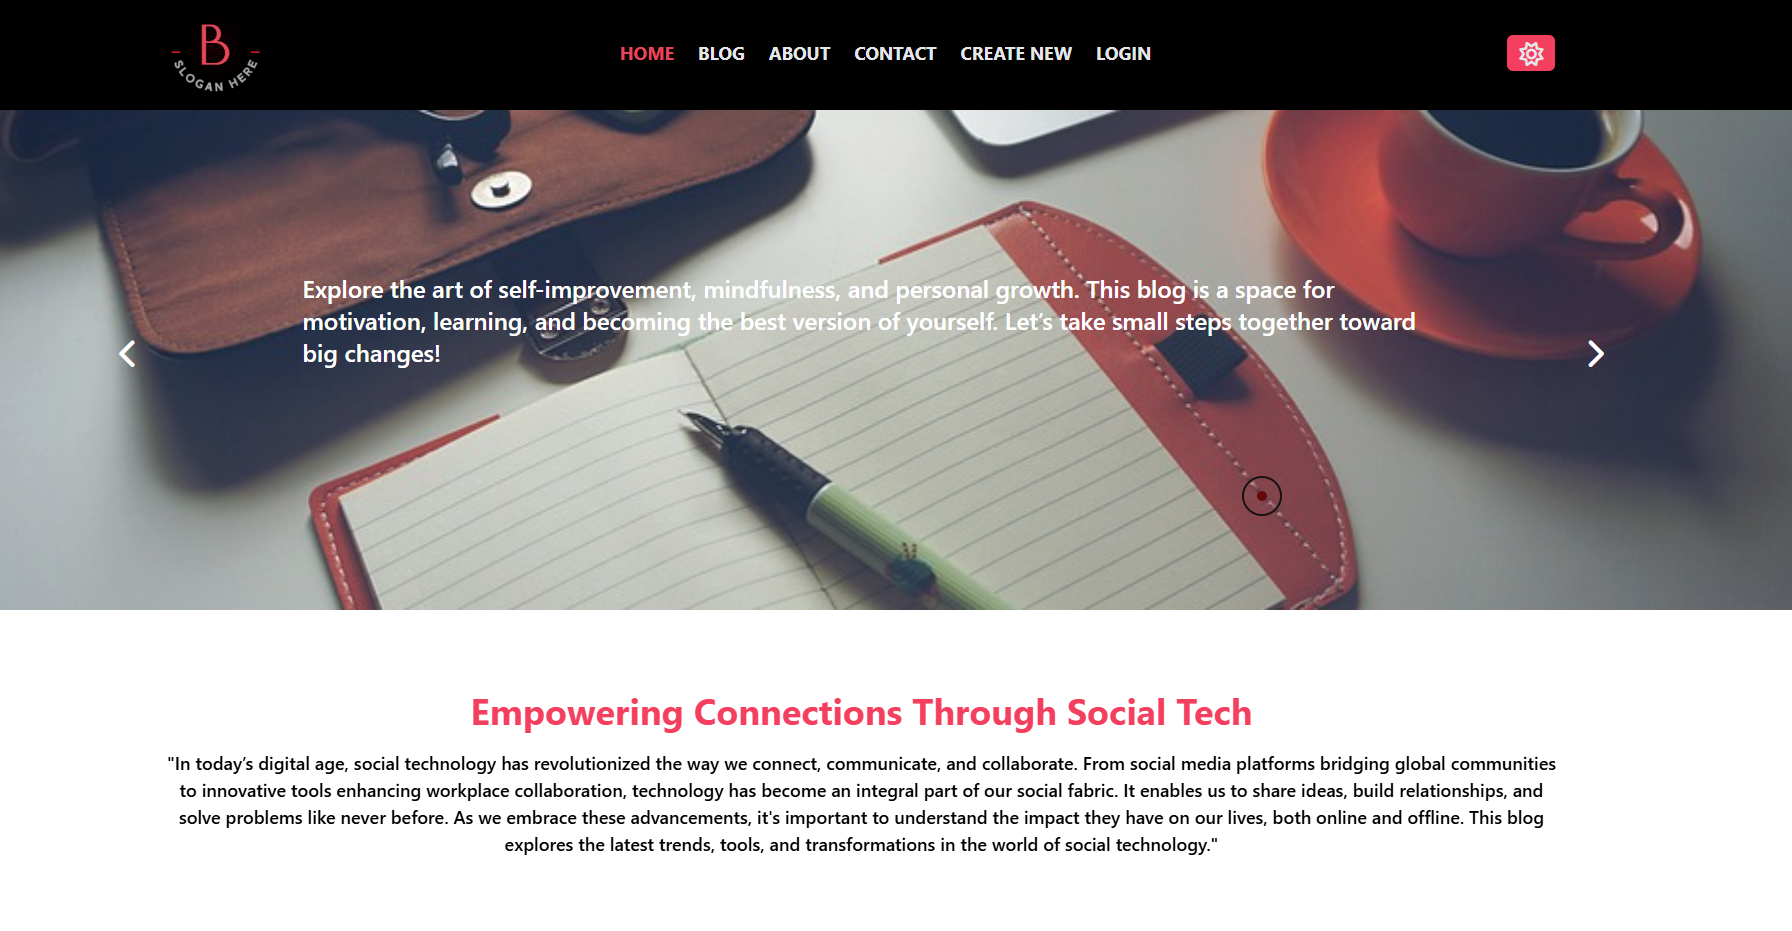 B
SLOGAN HERE
HOME BLOG ABOUT CONTACT CREATE NEW LOGIN
Explore the art of self-improvement, mindfulness, and personal growth. This blog is a space for
motivation, learning, and becoming the best version of yourself. Let’s take small steps together toward
big changes!
Empowering Connections Through Social Tech
"In today’s digital age, social technology has revolutionized the way we connect, communicate, and collaborate. From social media platforms bridging global communities
to innovative tools enhancing workplace collaboration, technology has become an integral part of our social fabric. It enables us to share ideas, build relationships, and
solve problems like never before. As we embrace these advancements, it's important to understand the impact they have on our lives, both online and offline. This blog
explores the latest trends, tools, and transformations in the world of social technology."